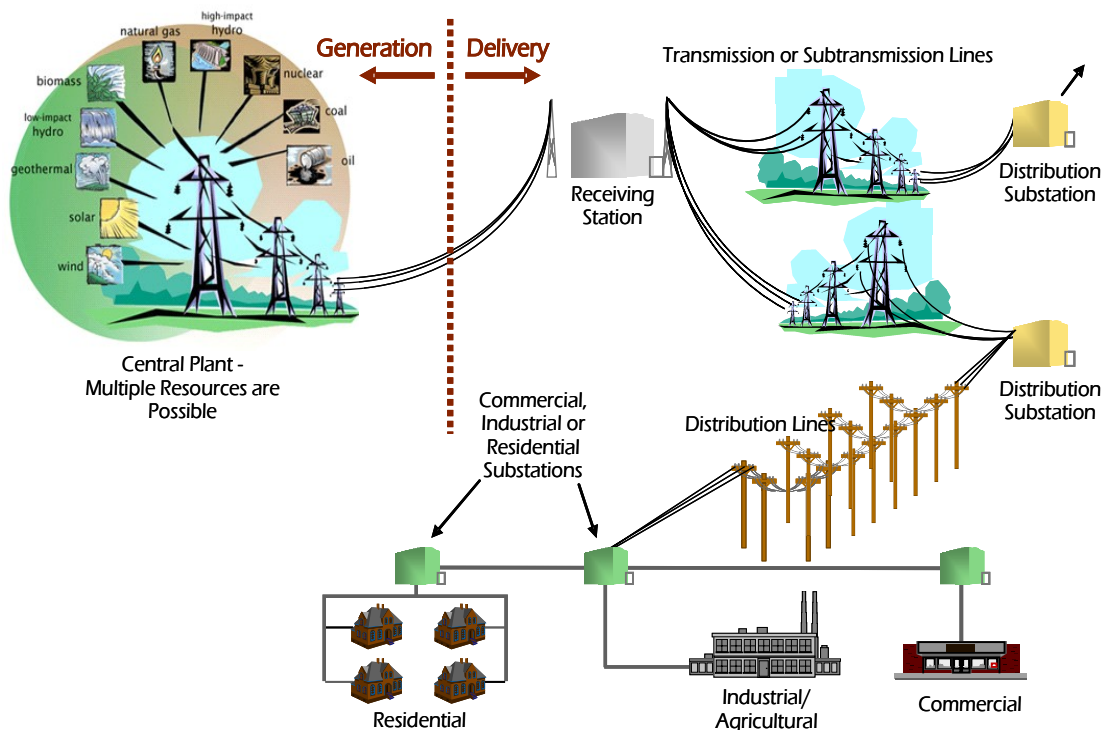 Generation
Delivery
high-impact
hydro
natural gas
nuclear
biomass
coal
low-impact
hydro
oil
geothermal
solar
wind
Central Plant -
Multiple Resources are
Possible
Receiving
Station
Transmission or Subtransmission Lines
Distribution
Substation
Distribution
Substation
Distribution Lines
Commercial,
Industrial or
Residential
Substations
Residential
Industrial/
Agricultural
Commercial